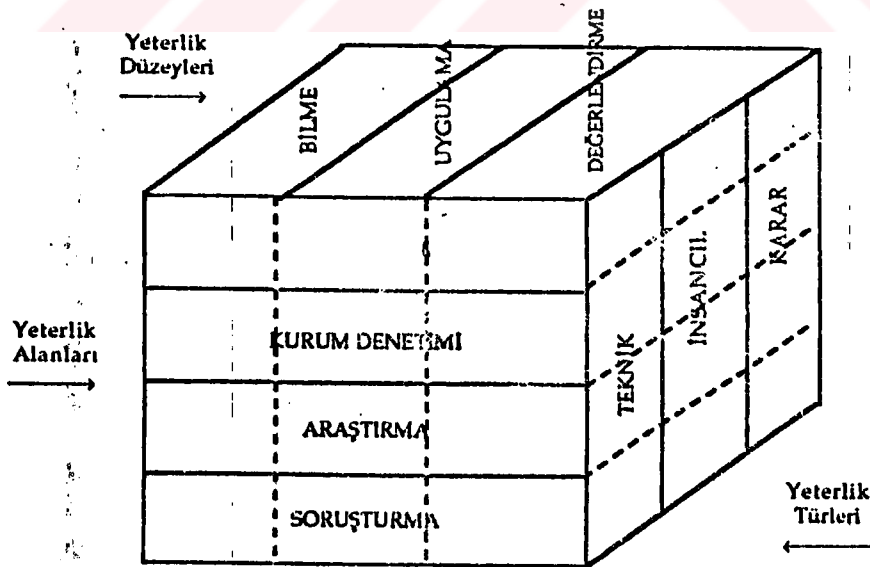 Yeterlik
Düzeyleri
BİLME
UYGULAMA
DEĞERLENDİRME
Yeterlik
Alanları
KURUM DENETİMİ
ARAŞTIRMA
SORUŞTURMA
TEKNİK
İNSANCIL
KARAR
Yeterlik
Türleri